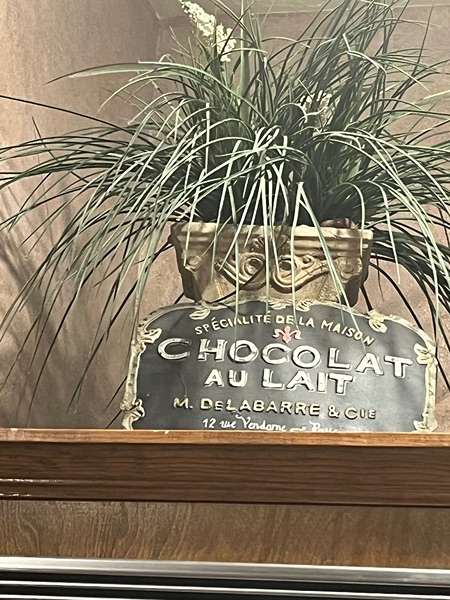 SPÉCIALITÉ DE LA MAISON
CHOCOLAT
AU LAIT
M. DELABARRE & CIE
12 rue Vendome